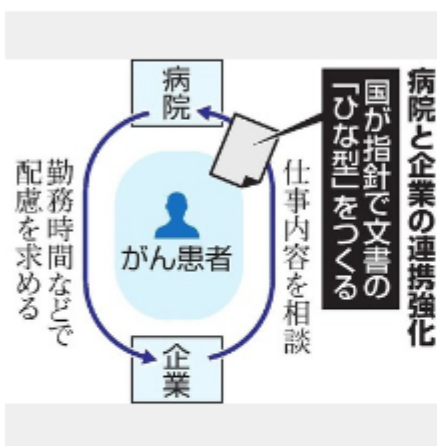 病院と企業の連携強化
国が指針で文書の
「ひな型」をつくる
病院
仕事内容を相談
がん患者
勤務時間などで
配慮を求める
企業